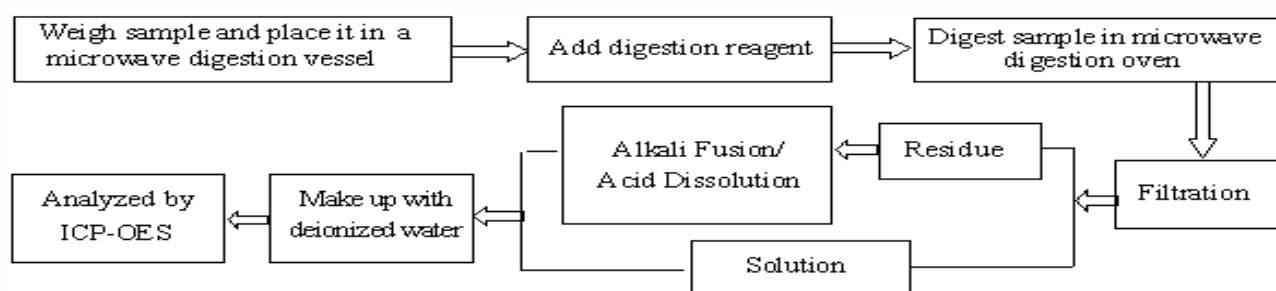 Weigh sample and place it in a
microwave digestion vessel
Add digestion reagent
Digest sample in microwave
digestion oven
Filtration
Residue
Solution
Alkali Fusion/
Acid Dissolution
Make up with
deionized water
Analyzed by
ICP-OES